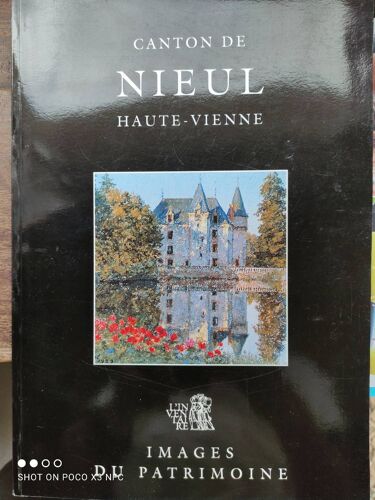 CANTON DE
NIEUL
HAUTE-VIENNE
L'IN
VEN
TAI
RE
IMAGES
DU PATRIMOINE
SHOT ON POCO X3 NFC